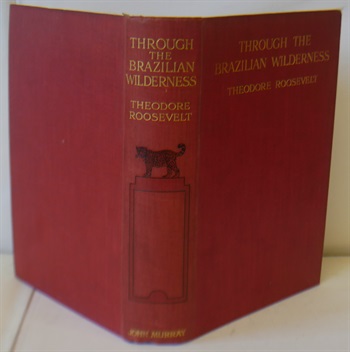 THROUGH
THE
BRAZILIAN
WILDERNESS
THEODORE
ROOSEVELT
JOHN MURRAY
THROUGH THE
BRAZILIAN WILDERNESS
THEODORE ROOSEVELT